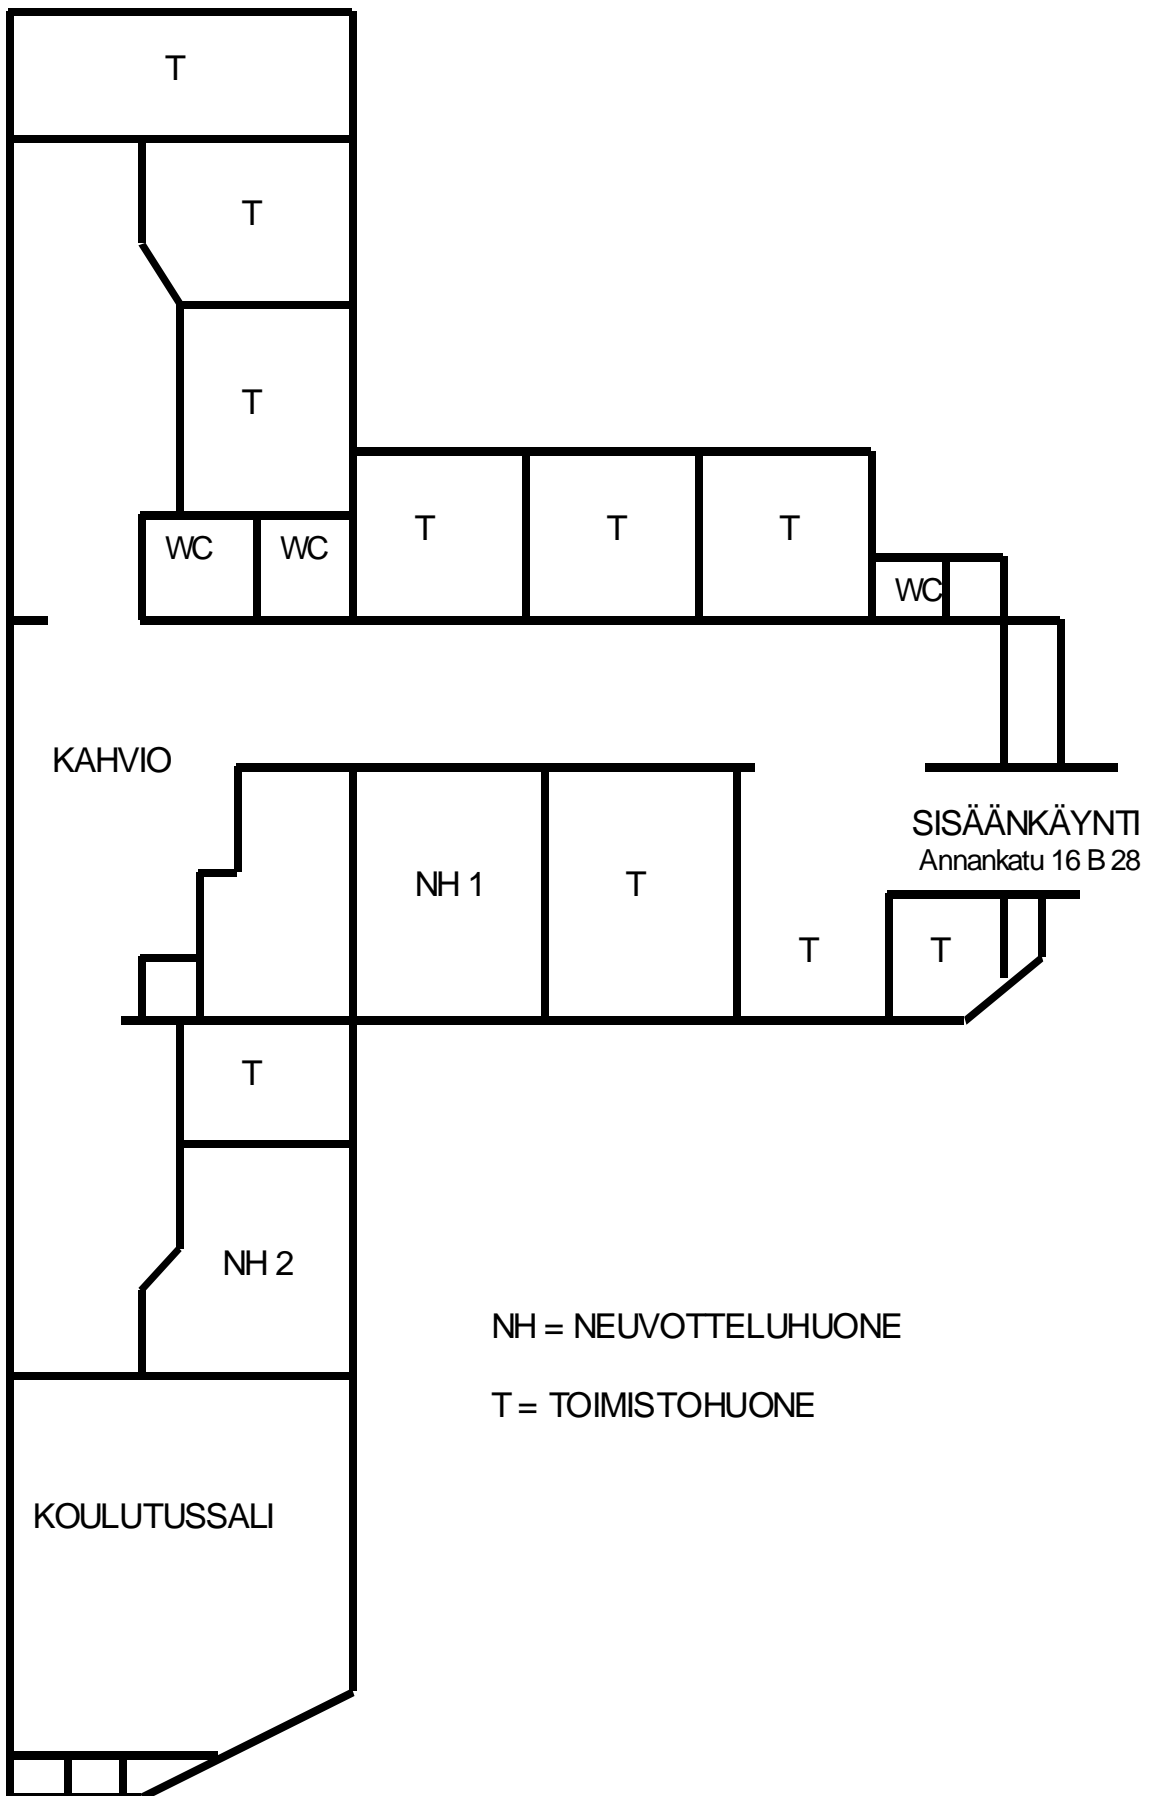 T
T
T
T
T
T
WC
WC
WC
KAHVIO
SISÄÄNKÄYNTI
Annankatu 16 B 28
NH 1
T
T
T
T
NH 2
NH = NEUVOTTELUHUONE
T = TOIMISTOHUONE
KOULUTUSSALI